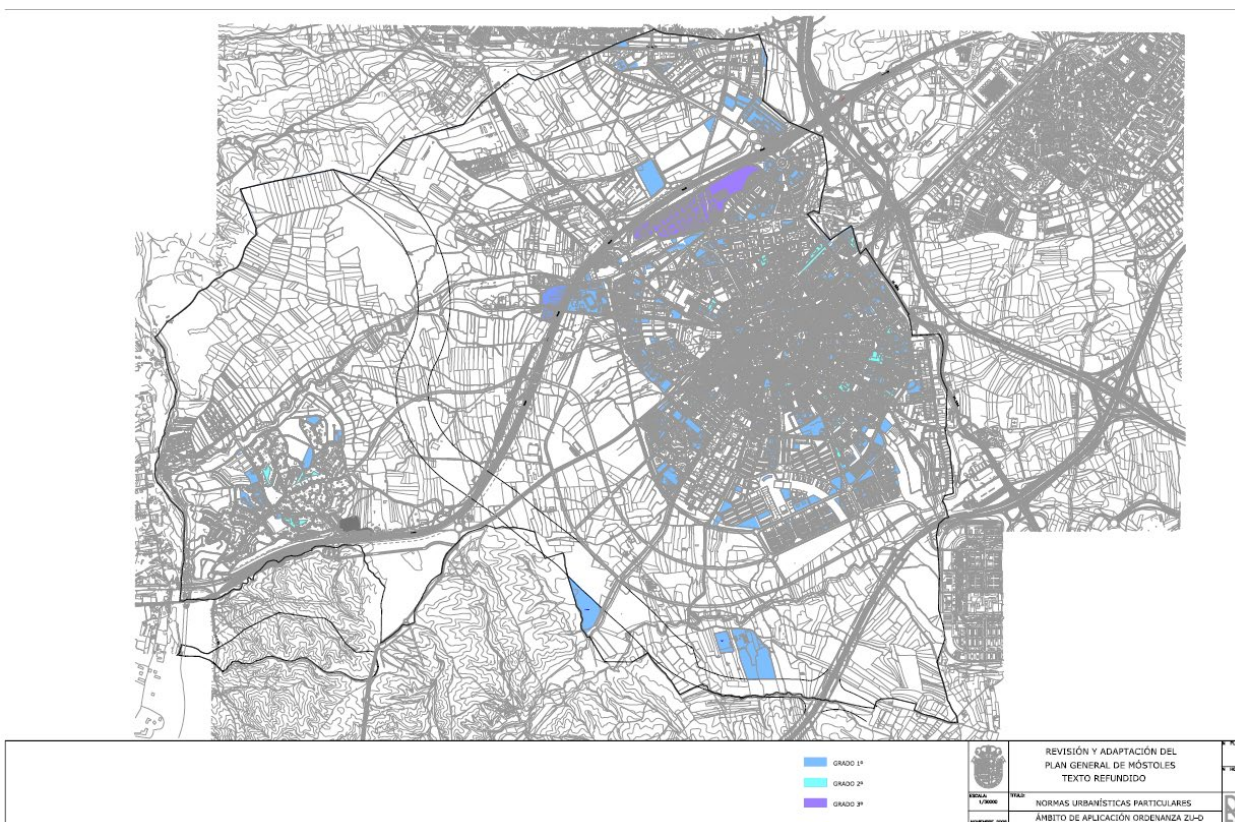 GRADO 1º
GRADO 2º
GRADO 3º
REVISIÓN Y ADAPTACIÓN DEL
PLAN GENERAL DE MÓSTOLES
TEXTO REFUNDIDO
ESCALA:
1/30000
TITULO:
NORMAS URBANÍSTICAS PARTICULARES
ÁMBITO DE APLICACIÓN ORDENANZA ZU-D